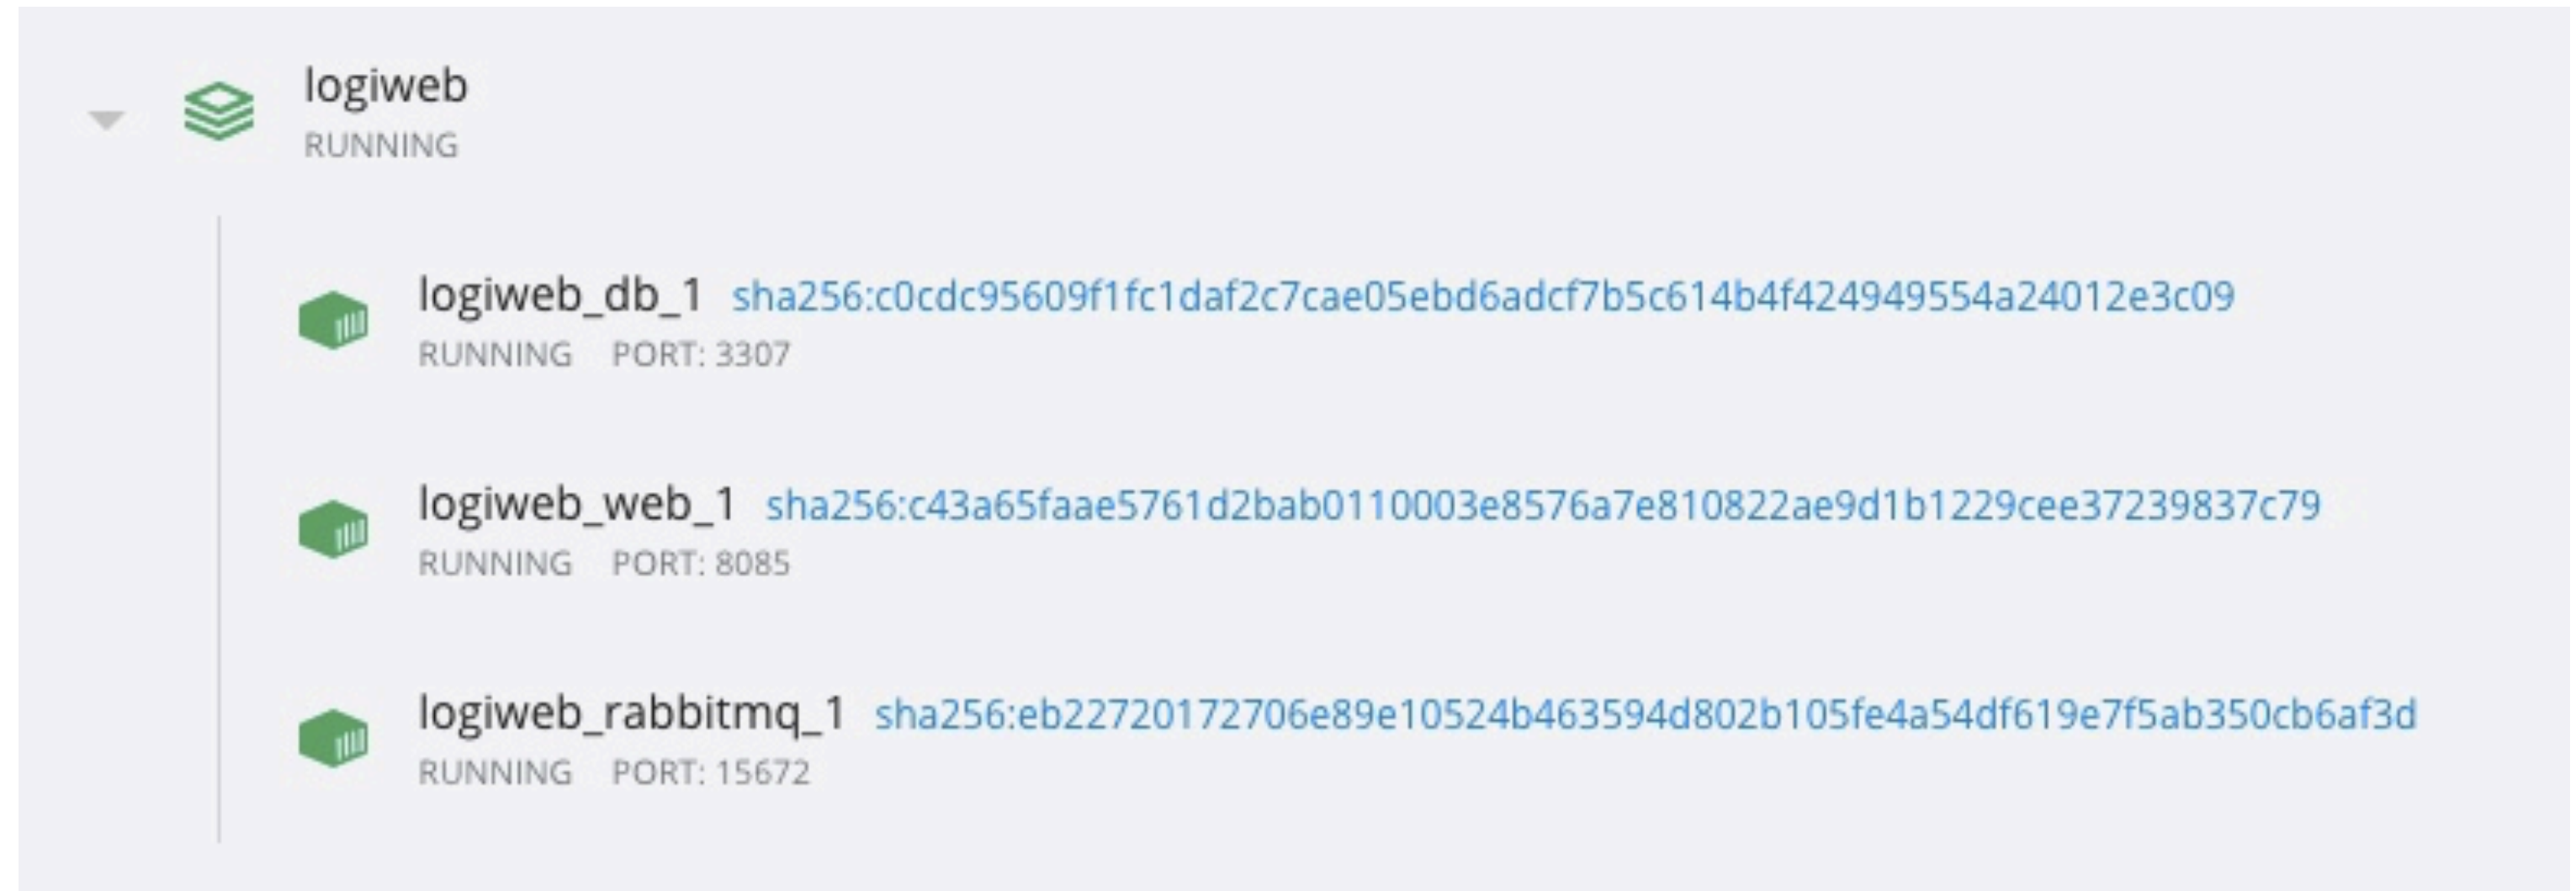 logiweb
RUNNING
logiweb_db_1 sha256:c0cdc95609f1fc1daf2c7cae05ebd6adcf7b5c614b4f424949554a24012e3c09
RUNNING PORT: 3307
logiweb_web_1 sha256:c43a65faae5761d2bab0110003e8576a7e810822ae9d1b1229cee37239837c79
RUNNING PORT: 8085
logiweb_rabbitmq_1 sha256:eb22720172706e89e10524b463594d802b105fe4a54df619e7f5ab350cb6af3d
RUNNING PORT: 15672